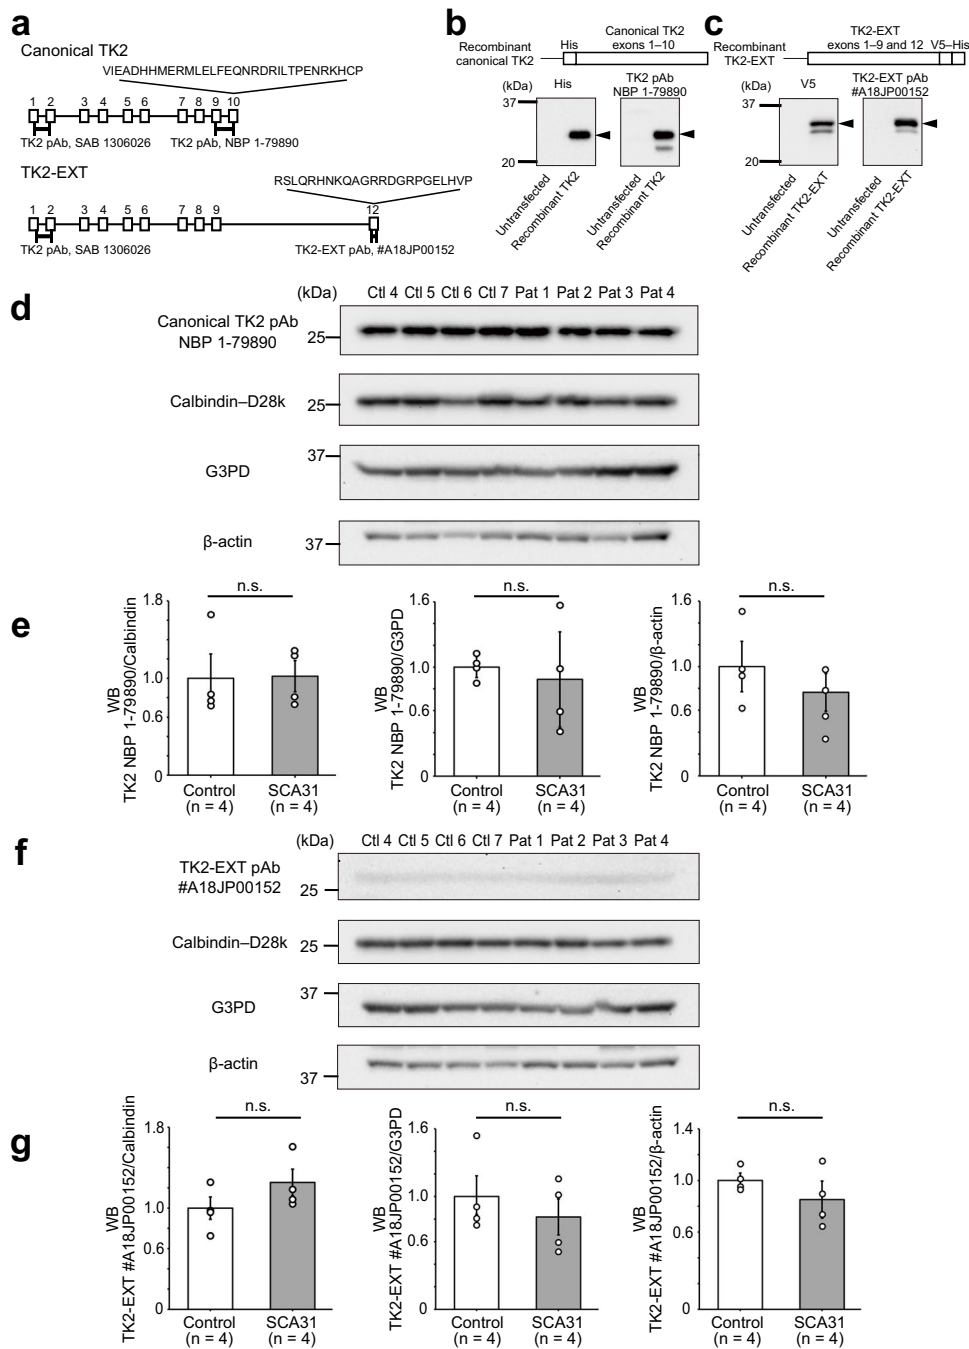 a
Canonical TK2
VIEADHHMERMLELFEQNRDRILTPENRKHCP
1 2 3 4 5 6 7 8 9 10
TK2 pAb, SAB 1306026 TK2 pAb, NBP 1-79890
TK2-EXT
RSLQRHNKQAGRRDGRPGELHVP
1 2 3 4 5 6 7 8 9 12
TK2 pAb, SAB 1306026 TK2-EXT pAb, #A18JP00152
b
Recombinant
canonical TK2
His
Canonical TK2
exons 1–10
(kDa)
His
TK2 pAb
NBP 1-79890
37
20
Untransfected
Recombinant TK2
Untransfected
Recombinant TK2
c
Recombinant
TK2-EXT
TK2-EXT
exons 1–9 and 12
V5–His
(kDa)
V5
TK2-EXT pAb
#A18JP00152
37
20
Untransfected
Recombinant TK2-EXT
Untransfected
Recombinant TK2-EXT
d
(kDa) Ctl 4 Ctl 5 Ctl 6 Ctl 7 Pat 1 Pat 2 Pat 3 Pat 4
Canonical TK2 pAb
NBP 1-79890
25
Calbindin–D28k
25
G3PD
37
β-actin
37
e
n.s.
WB
TK2 NBP 1-79890/Calbindin
1.8
1.0
0.6
0
Control
(n = 4)
SCA31
(n = 4)
n.s.
WB
TK2 NBP 1-79890/G3PD
1.6
1.0
0.6
0
Control
(n = 4)
SCA31
(n = 4)
n.s.
WB
TK2 NBP 1-79890/β-actin
1.6
1.0
0.6
0
Control
(n = 4)
SCA31
(n = 4)
f
(kDa) Ctl 4 Ctl 5 Ctl 6 Ctl 7 Pat 1 Pat 2 Pat 3 Pat 4
TK2-EXT pAb
#A18JP00152
25
Calbindin–D28k
25
G3PD
37
β-actin
37
g
n.s.
WB
TK2-EXT #A18JP00152/Calbindin
1.8
1.0
0.6
0
Control
(n = 4)
SCA31
(n = 4)
n.s.
WB
TK2-EXT #A18JP00152/G3PD
1.6
1.0
0
Control
(n = 4)
SCA31
(n = 4)
n.s.
WB
TK2-EXT #A18JP00152/β-actin
1.4
1.0
0.6
0
Control
(n = 4)
SCA31
(n = 4)